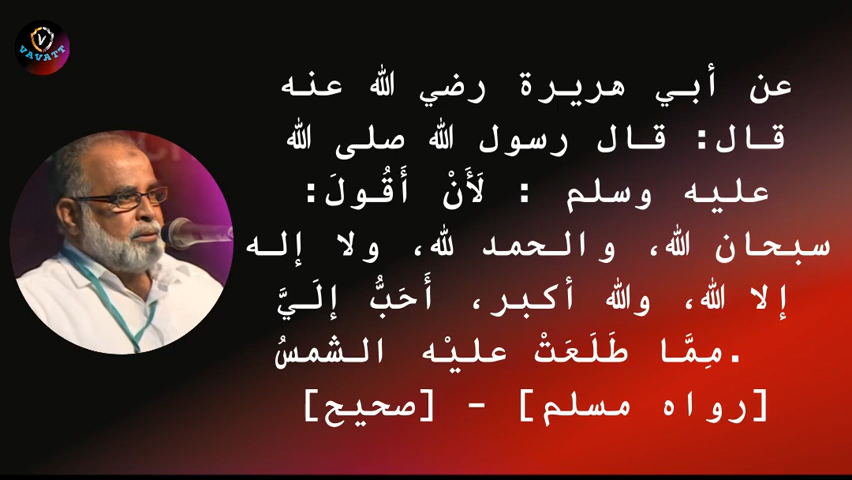 VAVATT
عن أبي هريرة رضي الله عنه
قال: قال رسول الله صلى الله
عليه وسلم : لَأَنْ أَقُولَ:
سبحان الله، والحمد لله، ولا إله
إلا الله، والله أكبر، أَحَبُّ إلَيَّ
مِمَّا طَلَعَتْ عليْه الشمسُ.
[رواه مسلم] - [صحيح]